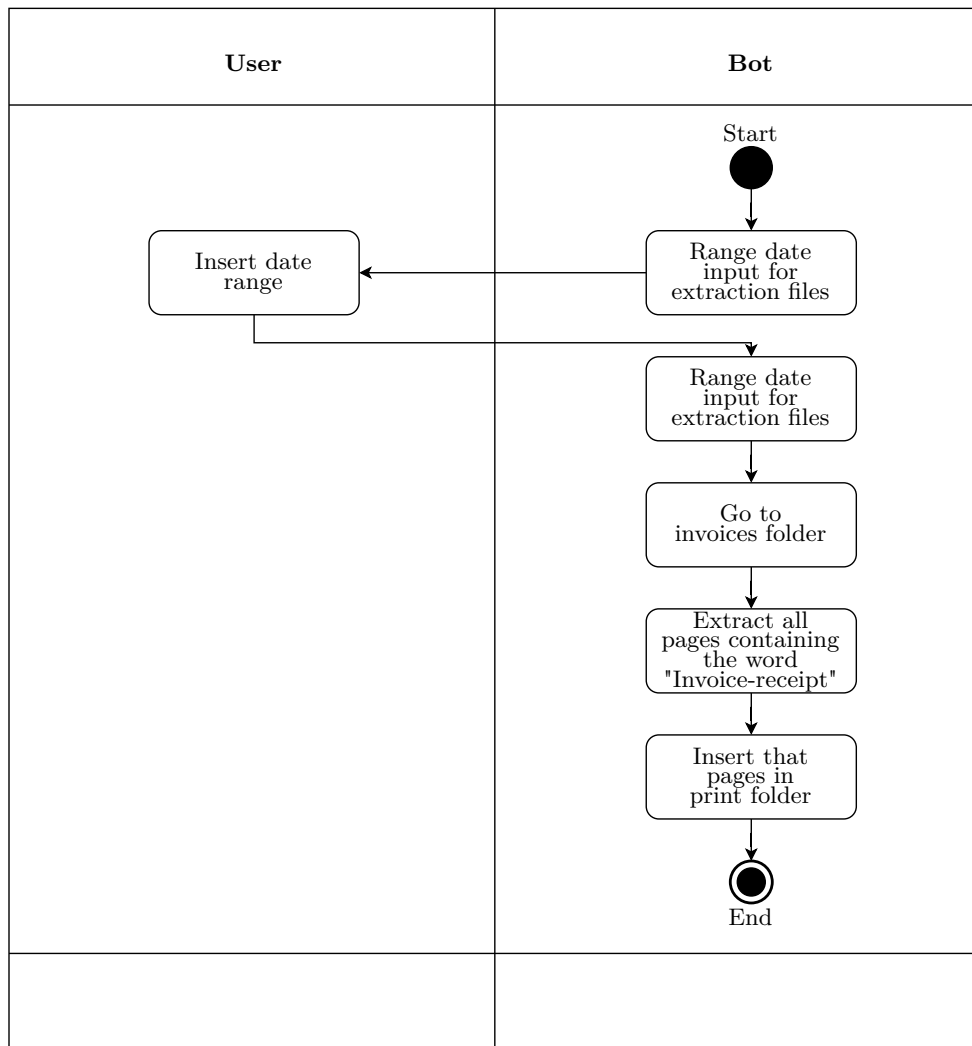 User
Bot
Start
Range date
input for
extraction files
Insert date
range
Range date
input for
extraction files
Go to
invoices folder
Extract all
pages containing
the word
"Invoice-receipt"
Insert that
pages in
print folder
End